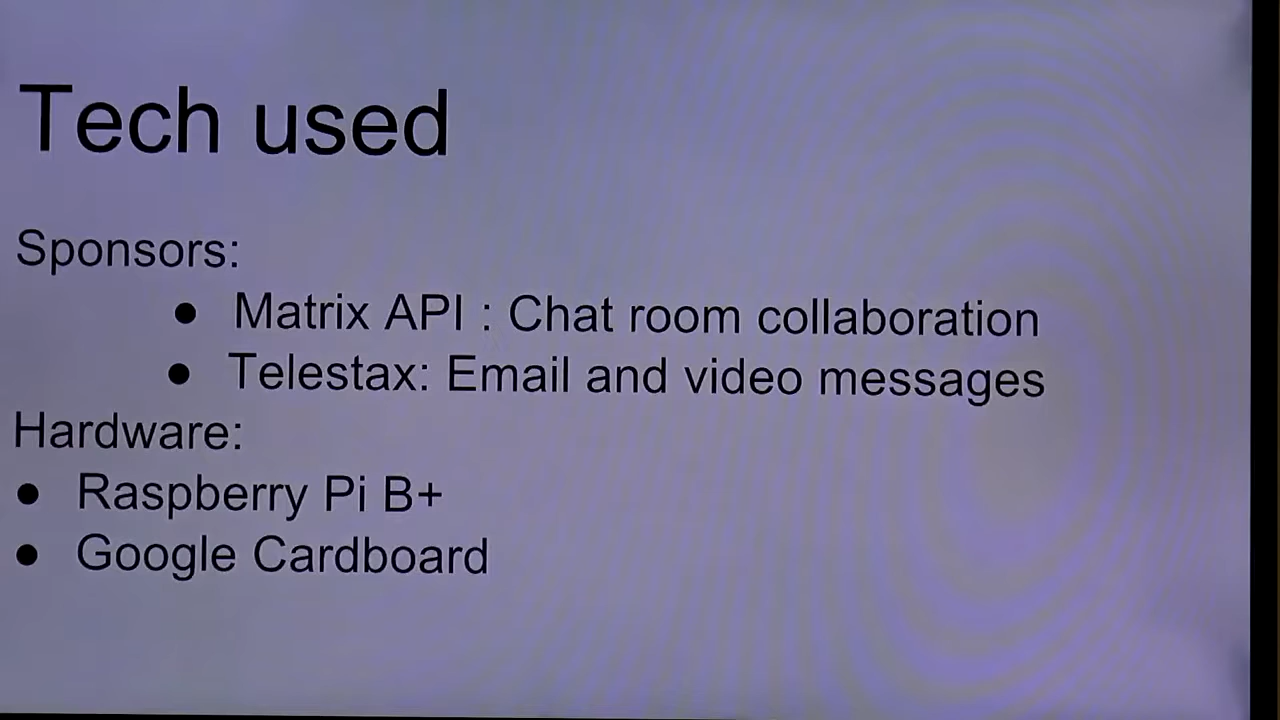 Tech used
Sponsors:
● Matrix API : Chat room collaboration
● Telestax: Email and video messages
Hardware:
● Raspberry Pi B+
● Google Cardboard